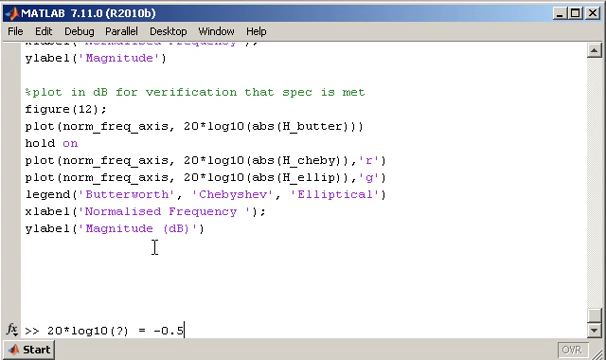 MATLAB 7.11.0 (R2010b)
File Edit Debug Parallel Desktop Window Help
xlabel('Normalised Frequency');
ylabel('Magnitude')
%plot in dB for verification that spec is met
figure(12);
plot(norm_freq_axis, 20*log10(abs(H_butter)))
hold on
plot(norm_freq_axis, 20*log10(abs(H_cheby)),'r')
plot(norm_freq_axis, 20*log10(abs(H_ellip)),'g')
legend('Butterworth', 'Chebyshev', 'Elliptical')
xlabel('Normalised Frequency ');
ylabel('Magnitude (dB)')
fx >> 20*log10(?) = -0.5
Start OVR